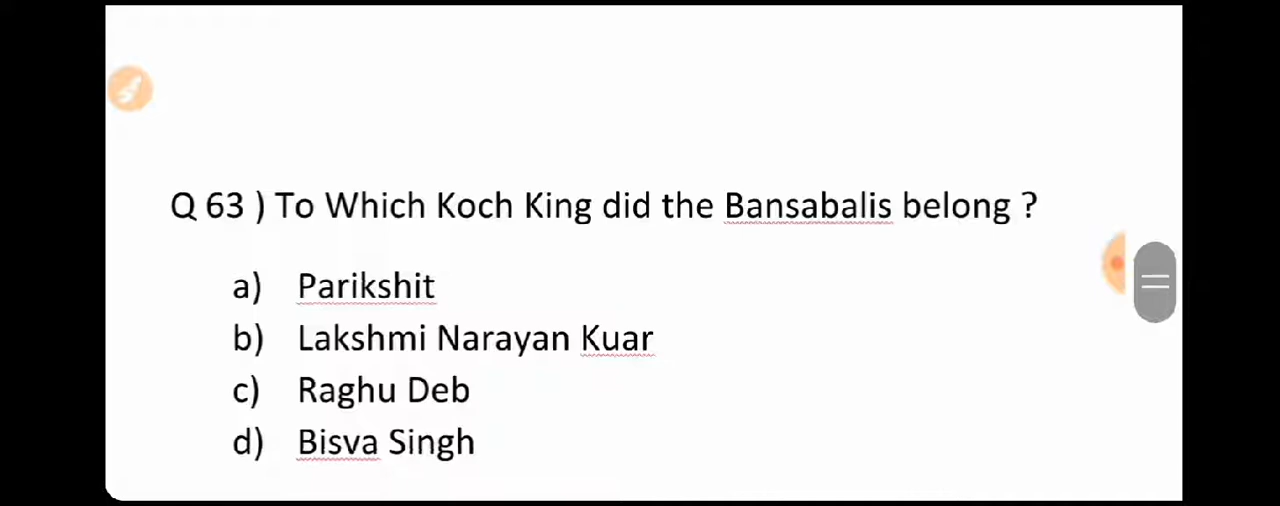 Q 63 ) To Which Koch King did the Bansabalis belong ?
a) Parikshit
b) Lakshmi Narayan Kuar
c) Raghu Deb
d) Bisva Singh